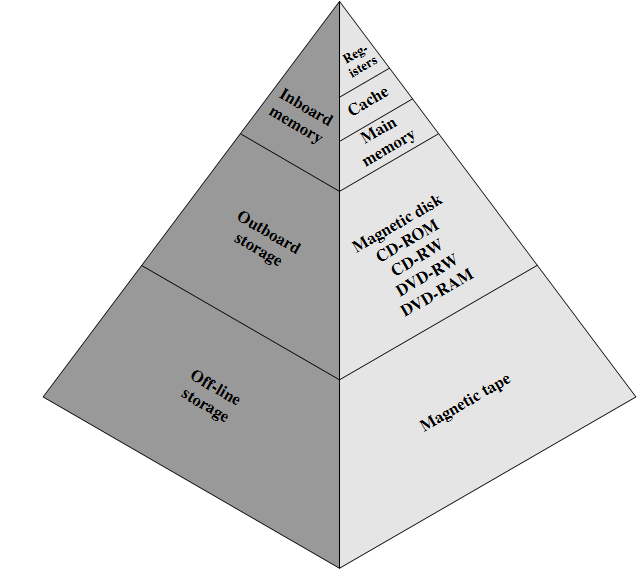 Reg-
isters
Cache
Main
memory
Inboard
memory
Magnetic disk
CD-ROM
CD-RW
DVD-RW
DVD-RAM
Outboard
storage
Off-line
storage
Magnetic tape